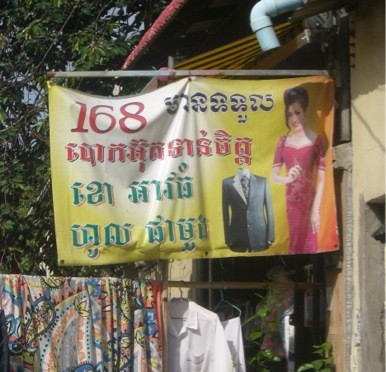 168 មានទទួល
បោកអ៊ុតទាន់ចិត្ត
ខោ អាវធំ
ហូល ផាមួង